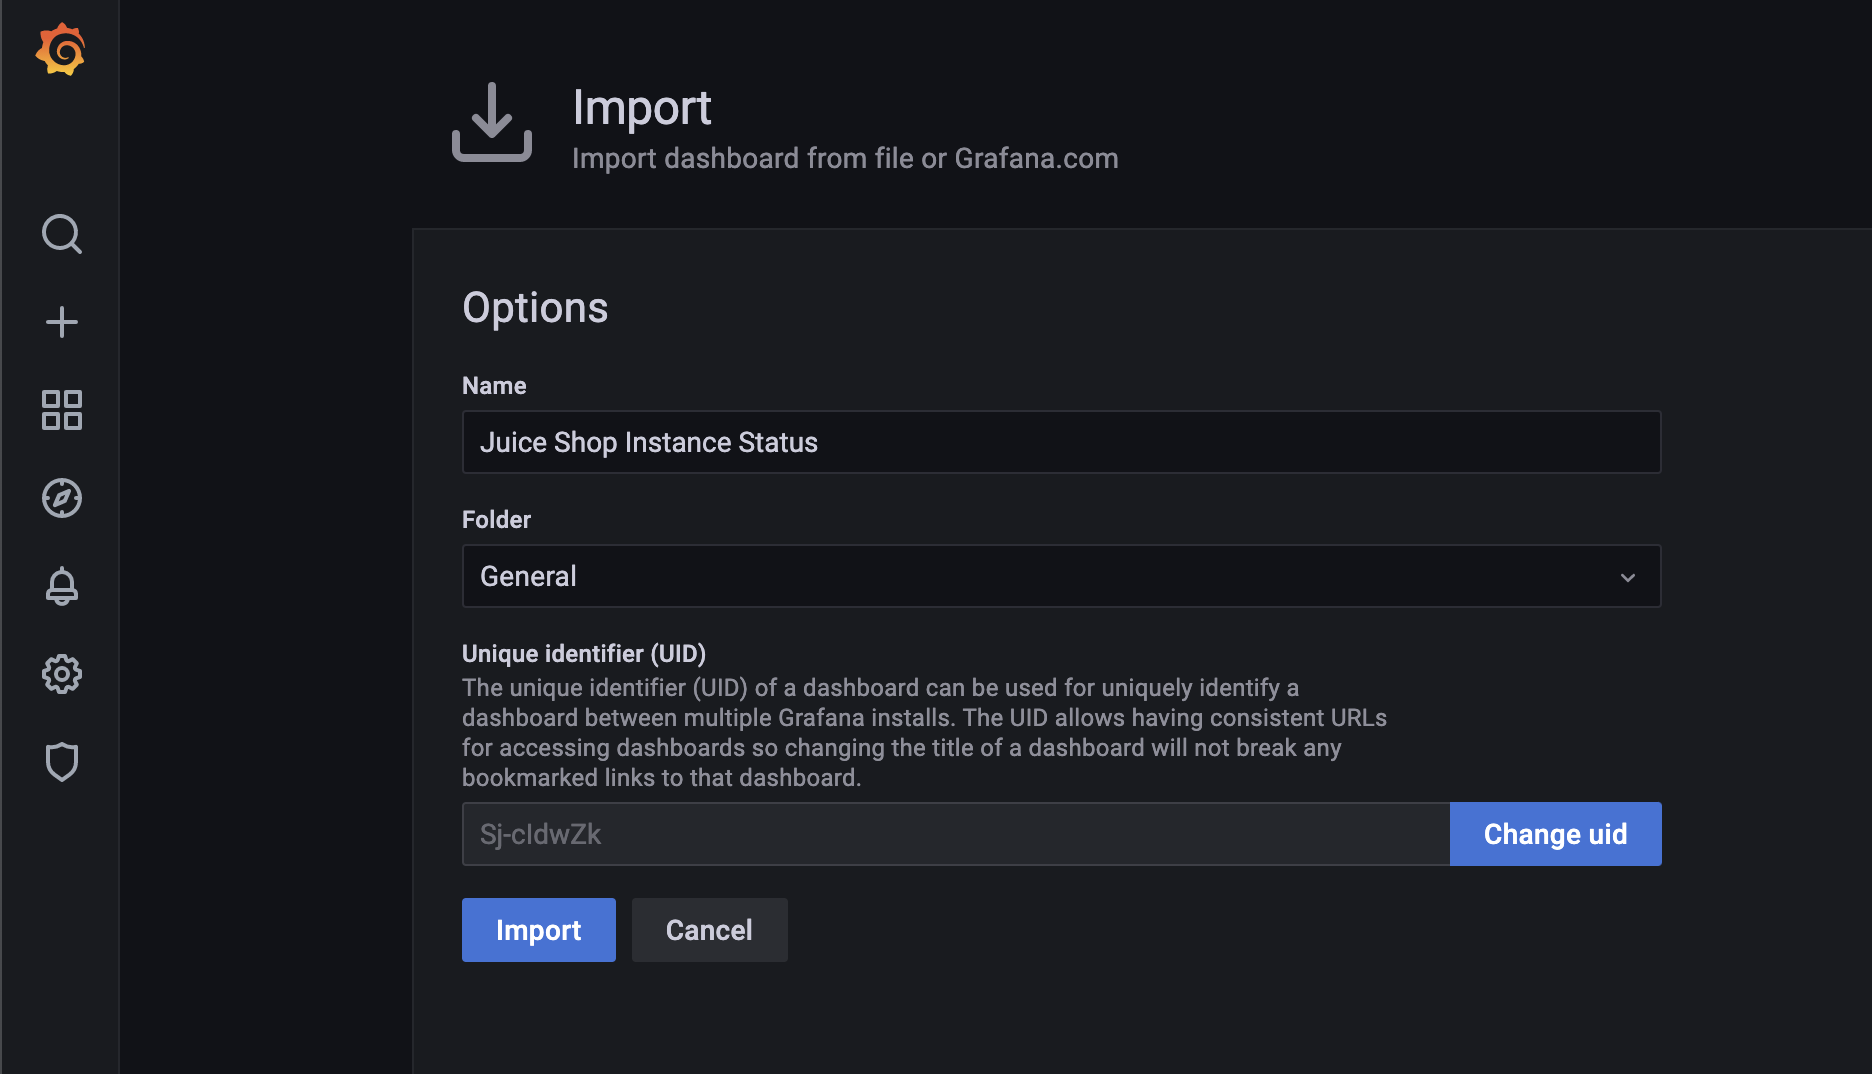 Import
Import dashboard from file or Grafana.com
Options
Name
Juice Shop Instance Status
Folder
General
Unique identifier (UID)
The unique identifier (UID) of a dashboard can be used for uniquely identify a
dashboard between multiple Grafana installs. The UID allows having consistent URLs
for accessing dashboards so changing the title of a dashboard will not break any
bookmarked links to that dashboard.
Sj-cIdwZk
Change uid
Import
Cancel